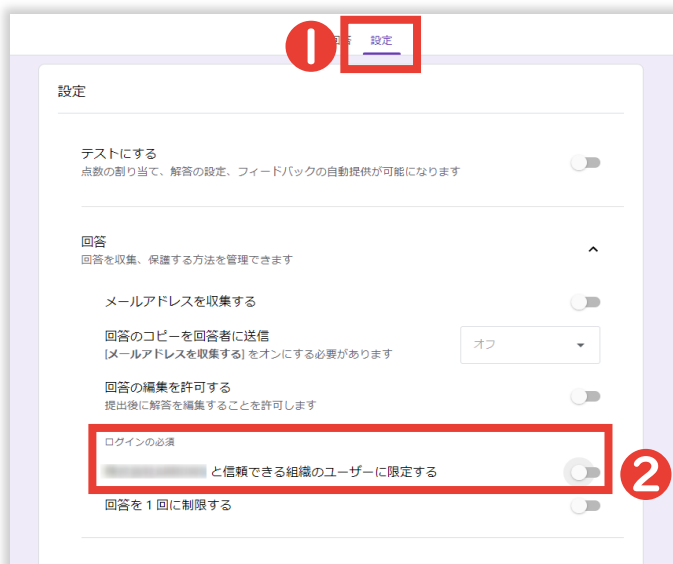 1
回答 設定
設定
テストにする
点数の割り当て、解答の設定、フィードバックの自動提供が可能になります
回答
回答を収集、保護する方法を管理できます
メールアドレスを収集する
回答のコピーを回答者に送信
[メールアドレスを収集する] をオンにする必要があります
オフ
回答の編集を許可する
提出後に解答を編集することを許可します
ログインの必須
と信頼できる組織のユーザーに限定する
2
回答を 1 回に制限する